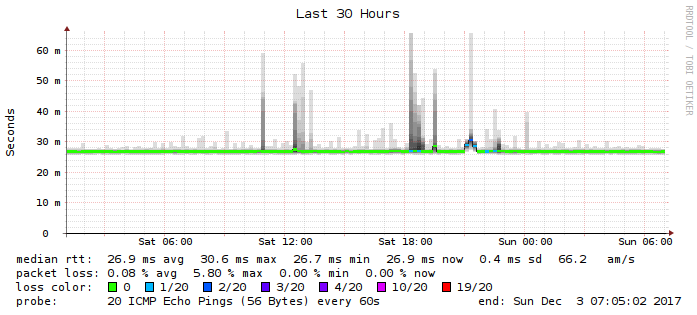 Last 30 Hours
RRDTOOL / TOBI OETIKER
Seconds
60 m
50 m
40 m
30 m
20 m
10 m
0
Sat 06:00 Sat 12:00 Sat 18:00 Sun 00:00 Sun 06:00
median rtt: 26.9 ms avg 30.6 ms max 26.7 ms min 26.9 ms now 0.4 ms sd 66.2 am/s
packet loss: 0.08 % avg 5.80 % max 0.00 % min 0.00 % now
loss color: 0 1/20 2/20 3/20 4/20 10/20 19/20
probe: 20 ICMP Echo Pings (56 Bytes) every 60s end: Sun Dec 3 07:05:02 2017